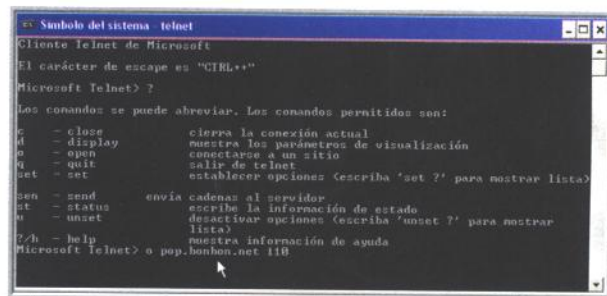 Símbolo del sistema - telnet
Cliente Telnet de Microsoft
El carácter de escape es "CTRL++"
Microsoft Telnet> ?
Los comandos se puede abreviar. Los comandos permitidos son:
c - close cierra la conexión actual
d - display muestra los parámetros de visualización
o - open conectarse a un sitio
q - quit salir de telnet
set - set establecer opciones (escriba 'set ?' para mostrar lista)
sen - send envía cadenas al servidor
st - status escribe la información de estado
u - unset desactivar opciones (escriba 'unset ?' para mostrar
lista)
?/h - help muestra información de ayuda
Microsoft Telnet> o pop.bonbon.net 110